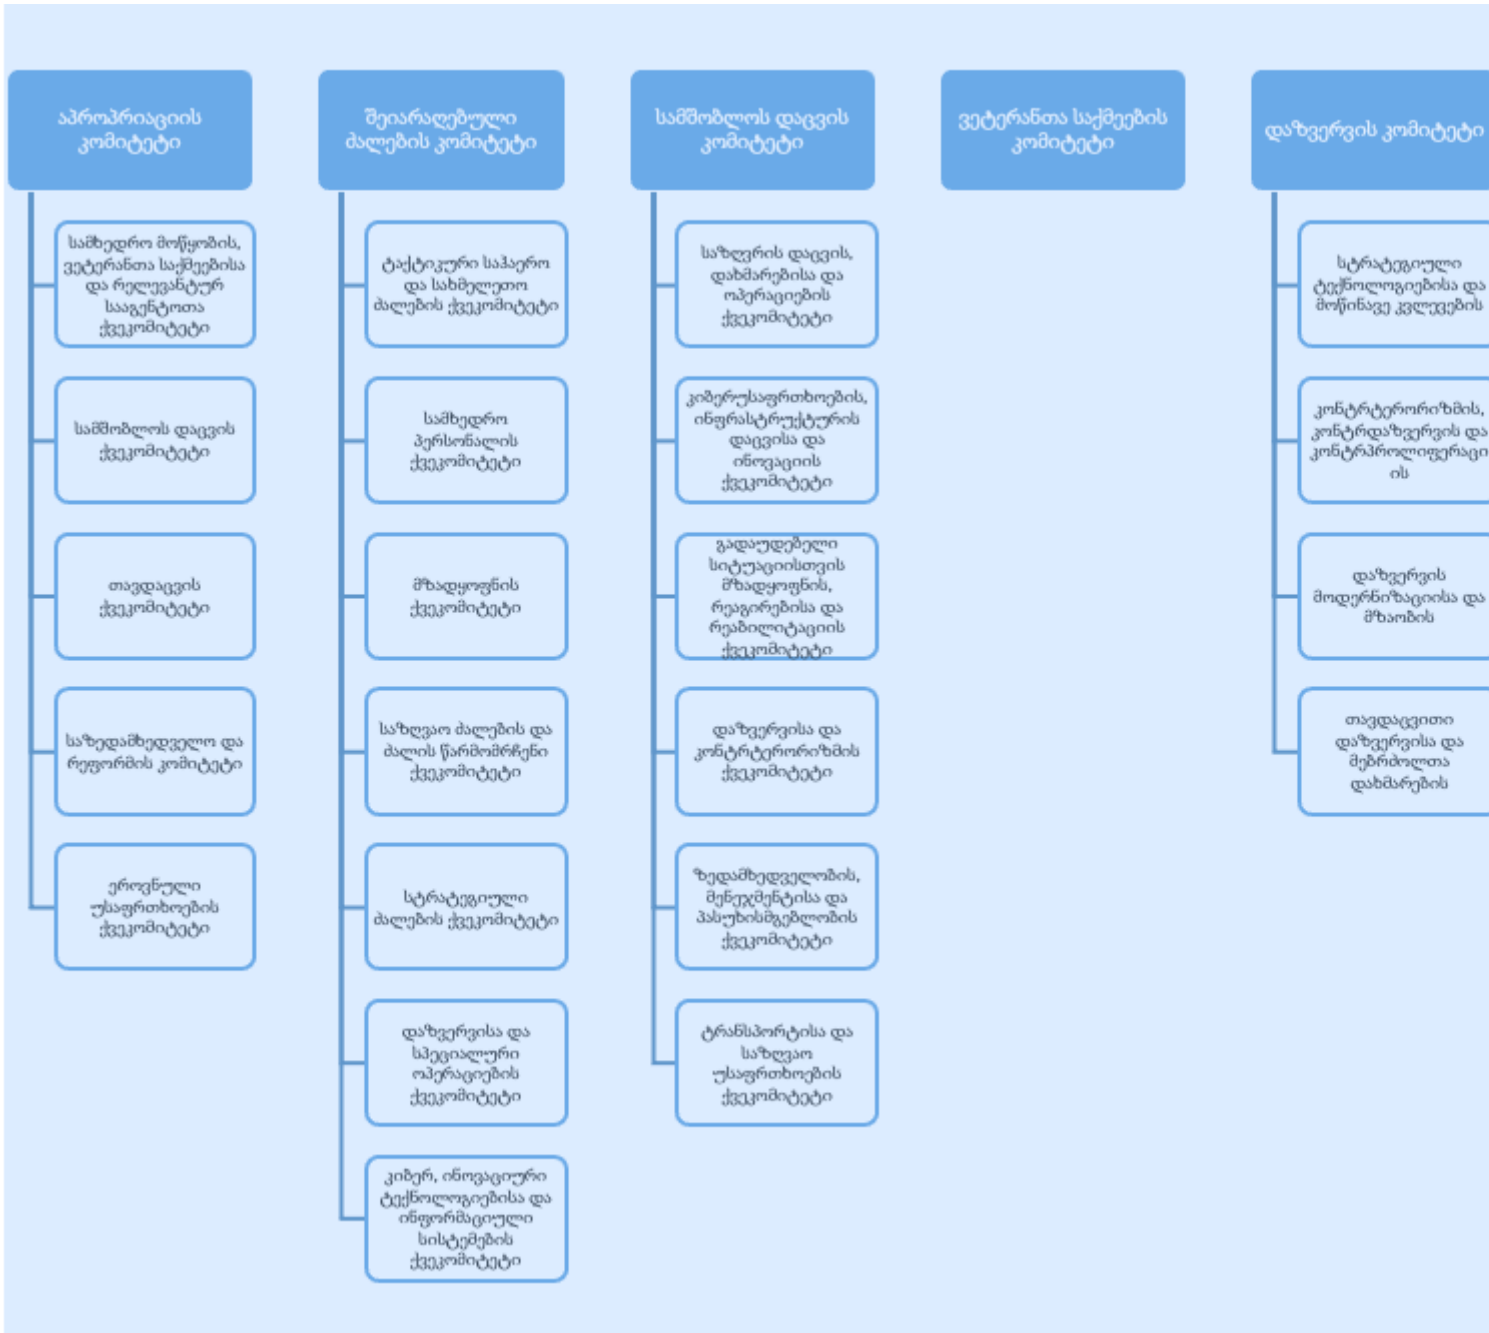 აპროპრიაციის
კომიტეტი
სამხედრო მოწყობის,
ვეტერანთა საქმეებისა
და რელევანტურ
სააგენტოთა
ქვეკომიტეტი
სამშობლოს დაცვის
ქვეკომიტეტი
თავდაცვის
ქვეკომიტეტი
საზედამხედველო და
რეფორმის კომიტეტი
ეროვნული
უსაფრთხოების
ქვეკომიტეტი
შეიარაღებული
ძალების კომიტეტი
ტაქტიკური საჰაერო
და სახმელეთო
ძალების ქვეკომიტეტი
სამხედრო
პერსონალის
ქვეკომიტეტი
მზადყოფნის
ქვეკომიტეტი
საზღვაო ძალების და
ძალის წარმომრჩენი
ქვეკომიტეტი
სტრატეგიული
ძალების ქვეკომიტეტი
დაზვერვისა და
სპეციალური
ოპერაციების
ქვეკომიტეტი
კიბერ, ინოვაციური
ტექნოლოგიებისა და
ინფორმაციული
სისტემების
ქვეკომიტეტი
სამშობლოს დაცვის
კომიტეტი
საზღვრის დაცვის,
დახმარებისა და
ოპერაციების
ქვეკომიტეტი
კიბერუსაფრთხოების,
ინფრასტრუქტურის
დაცვისა და
ინოვაციის
ქვეკომიტეტი
გადაუდებელი
სიტუაციისთვის
მზადყოფნის,
რეაგირებისა და
რეაბილიტაციის
ქვეკომიტეტი
დაზვერვისა და
კონტრტერორიზმის
ქვეკომიტეტი
ზედამხედველობის,
მენეჯმენტისა და
პასუხისმგებლობის
ქვეკომიტეტი
ტრანსპორტისა და
საზღვაო
უსაფრთხოების
ქვეკომიტეტი
ვეტერანთა საქმეების
კომიტეტი
დაზვერვის კომიტეტი
სტრატეგიული
ტექნოლოგიებისა და
მოწინავე კვლევების
კონტრტერორიზმის,
კონტრდაზვერვის და
კონტრპროლიფერაცი
ის
დაზვერვის
მოდერნიზაციისა და
მზაობის
თავდაცვითი
დაზვერვისა და
მებრძოლთა
დახმარების